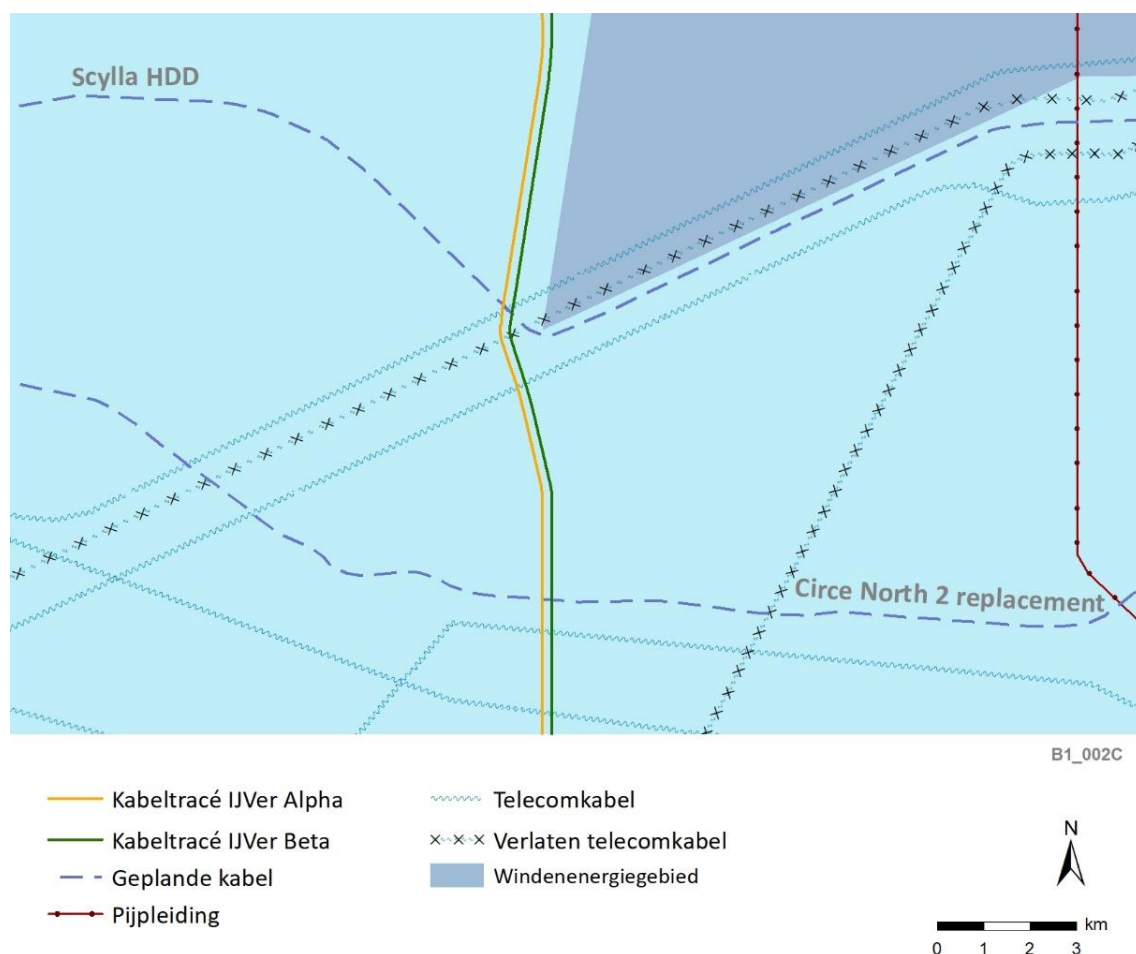 Scylla HDD
Circe North 2 replacement
B1_002C
Kabeltracé IJVer Alpha
Kabeltracé IJVer Beta
Geplande kabel
Pijpleiding
Telecomkabel
Verlaten telecomkabel
Windenenergiegebied
N
km
0 1 2 3